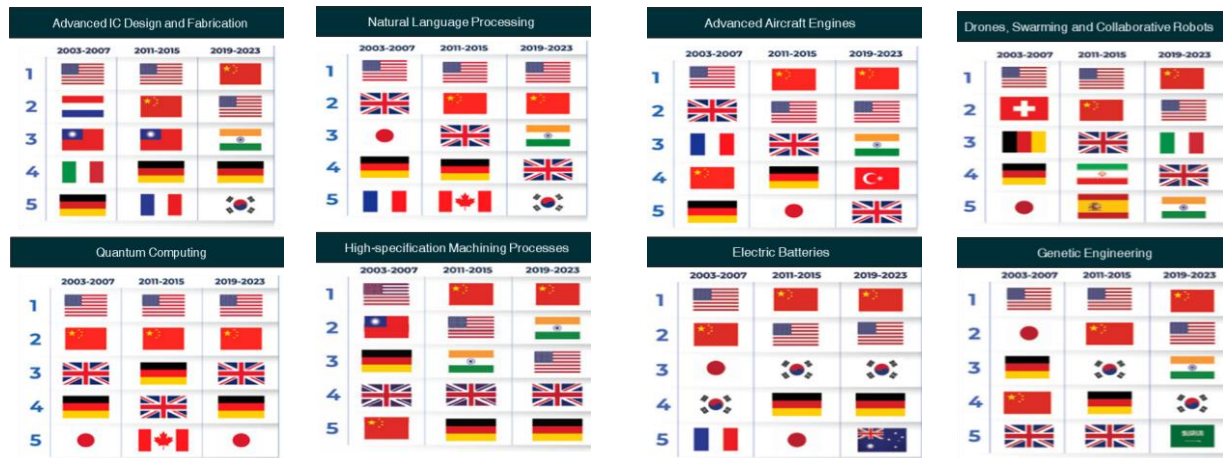 Advanced IC Design and Fabrication
2003-2007 2011-2015 2019-2023
1
2
3
4
5
Natural Language Processing
2003-2007 2011-2015 2019-2023
1
2
3
4
5
Advanced Aircraft Engines
2003-2007 2011-2015 2019-2023
1
2
3
4
5
Drones, Swarming and Collaborative Robots
2003-2007 2011-2015 2019-2023
1
2
3
4
5
Quantum Computing
2003-2007 2011-2015 2019-2023
1
2
3
4
5
High-specification Machining Processes
2003-2007 2011-2015 2019-2023
1
2
3
4
5
Electric Batteries
2003-2007 2011-2015 2019-2023
1
2
3
4
5
Genetic Engineering
2003-2007 2011-2015 2019-2023
1
2
3
4
5